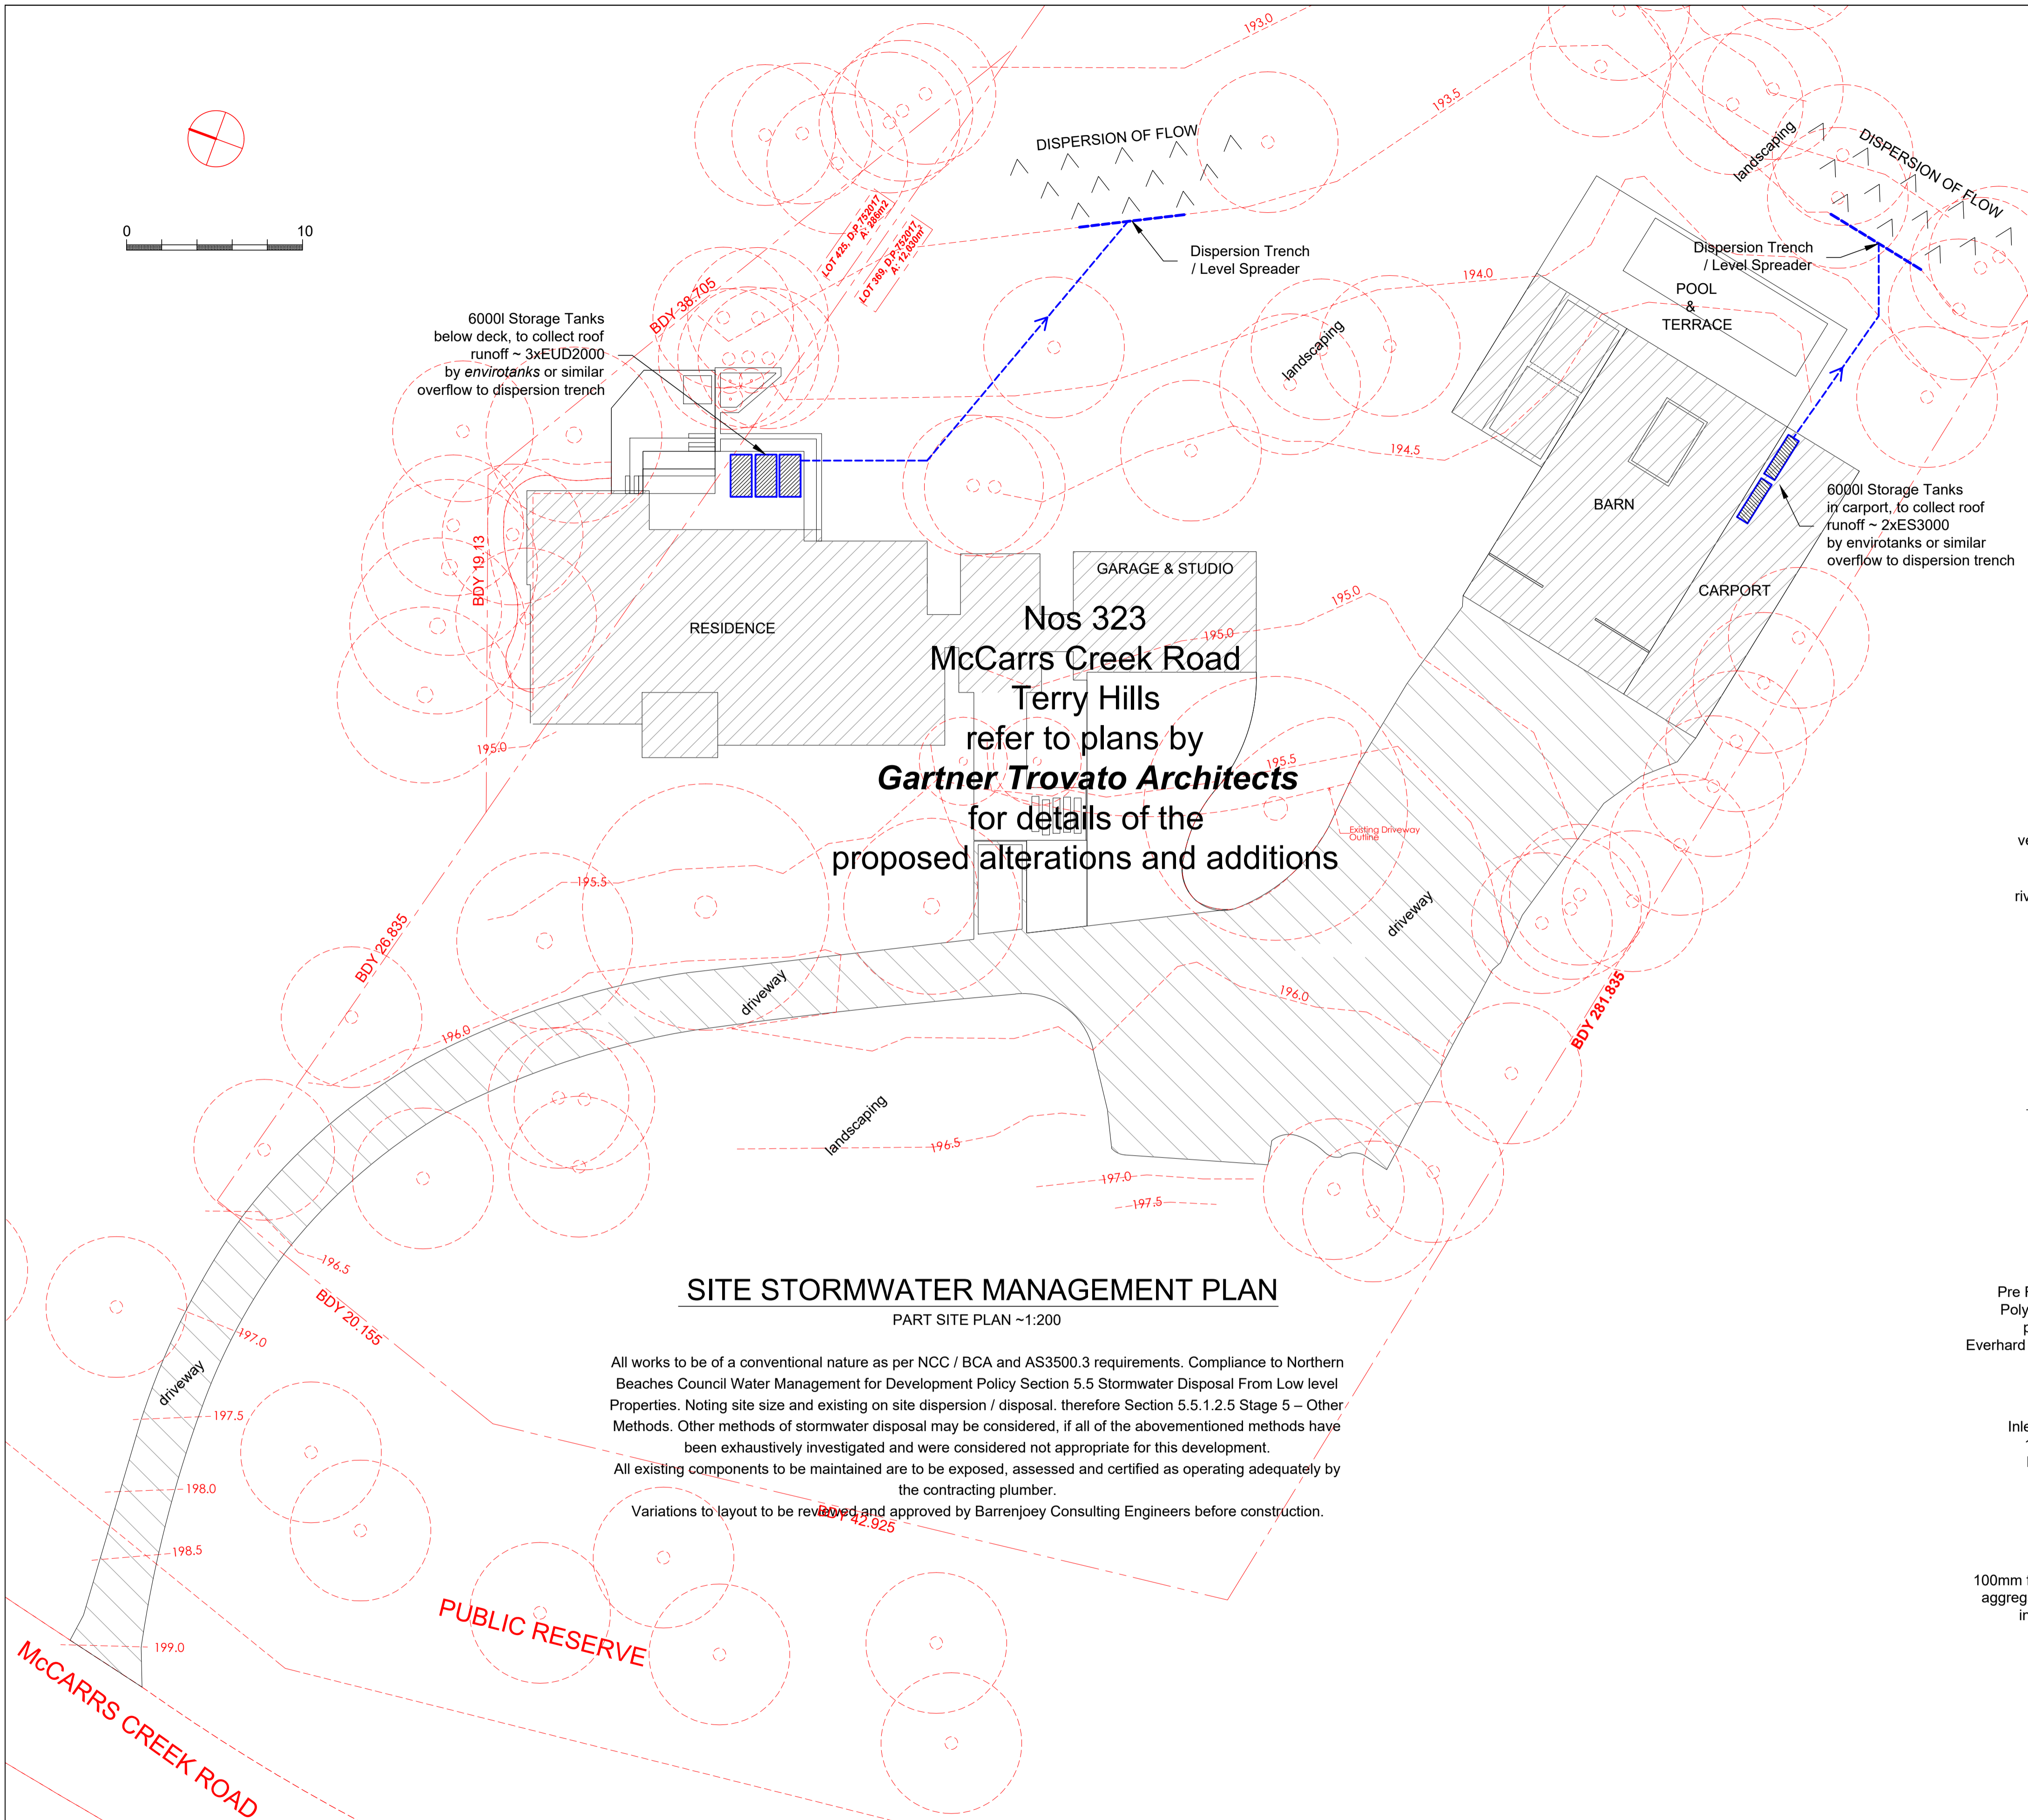 193.0
193.5
DISPERSION OF FLOW
landscaping
DISPERSION OF FLOW
0 10
LOT 425, D.P. 752017
A: 286m2
LOT 369, D.P. 752017,
A: 12,030m²
Dispersion Trench
/ Level Spreader
Dispersion Trench
/ Level Spreader
194.0
POOL
&
TERRACE
BDY 38.705
6000l Storage Tanks
below deck, to collect roof
runoff ~ 3xEUD2000
by envirotanks or similar
overflow to dispersion trench
landscaping
194.5
BARN
6000l Storage Tanks
in carport, to collect roof
runoff ~ 2xES3000
by envirotanks or similar
overflow to dispersion trench
CARPORT
BDY 19.13
GARAGE & STUDIO
RESIDENCE
195.0
195.0
Nos 323
McCarrs Creek Road
Terry Hills
refer to plans by
Gartner Trovato Architects
for details of the
proposed alterations and additions
195.0
195.5
Existing Driveway
Outline
195.5
driveway
BDY 26.835
driveway
196.0
196.0
BDY 281.835
landscaping
196.5
197.0
197.5
196.5
BDY 20.155
197.0
driveway
197.5
198.0
198.5
199.0
SITE STORMWATER MANAGEMENT PLAN
PART SITE PLAN ~1:200
All works to be of a conventional nature as per NCC / BCA and AS3500.3 requirements. Compliance to Northern
Beaches Council Water Management for Development Policy Section 5.5 Stormwater Disposal From Low level
Properties. Noting site size and existing on site dispersion / disposal. therefore Section 5.5.1.2.5 Stage 5 – Other
Methods. Other methods of stormwater disposal may be considered, if all of the abovementioned methods have
been exhaustively investigated and were considered not appropriate for this development.
All existing components to be maintained are to be exposed, assessed and certified as operating adequately by
the contracting plumber.
Variations to layout to be reviewed and approved by Barrenjoey Consulting Engineers before construction.
BDY 42.925
PUBLIC RESERVE
McCARRS CREEK ROAD
ve
riv
Pre
Poly
p
Everhard
Inle
100mm
aggreg
in